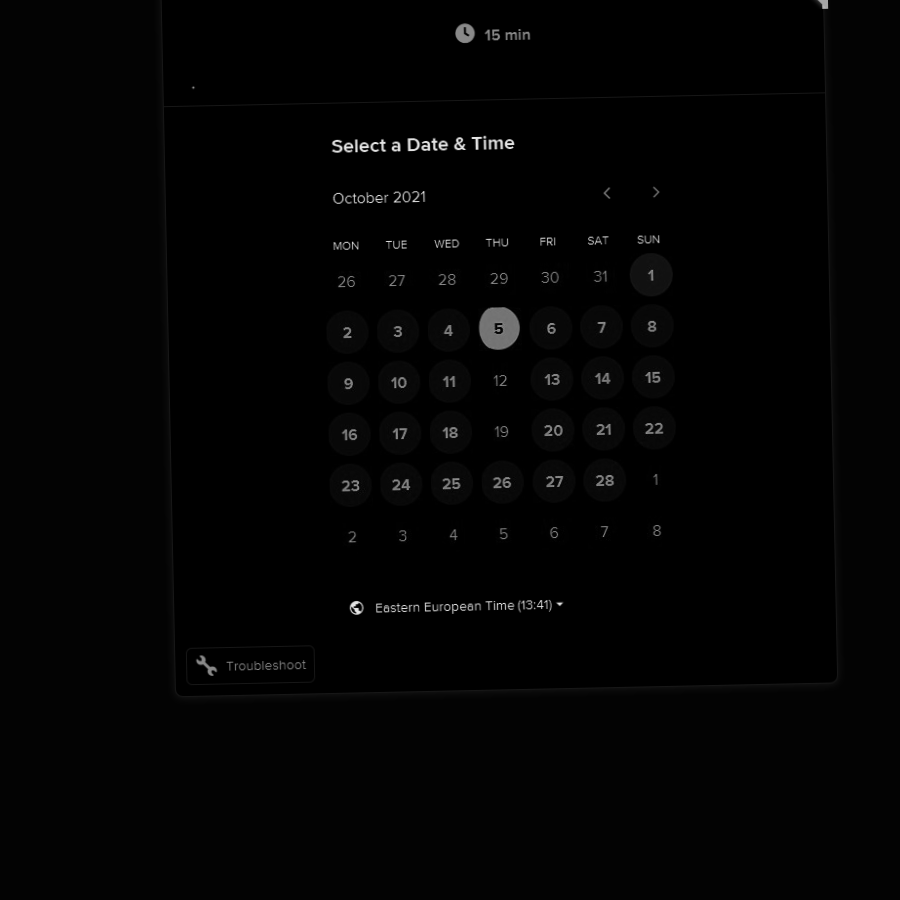 15 min
Select a Date & Time
October 2021
MON TUE WED THU FRI SAT SUN
26 27 28 29 30 31 1
2 3 4 5 6 7 8
9 10 11 12 13 14 15
16 17 18 19 20 21 22
23 24 25 26 27 28 1
2 3 4 5 6 7 8
Eastern European Time (13:41)
Troubleshoot